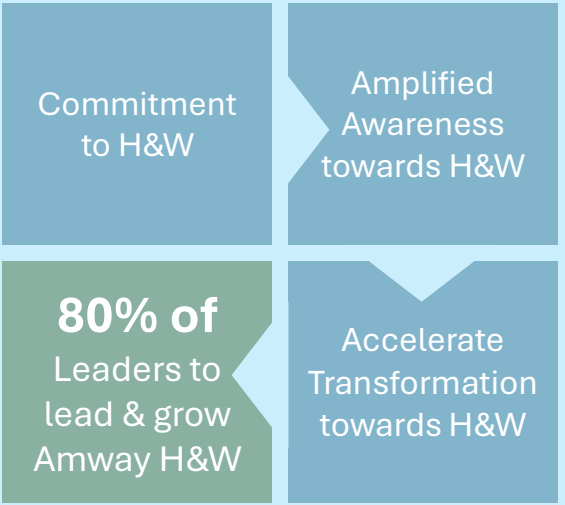 Commitment
to H&W
Amplified
Awareness
towards H&W
Accelerate
Transformation
towards H&W
80% of
Leaders to
lead & grow
Amway H&W